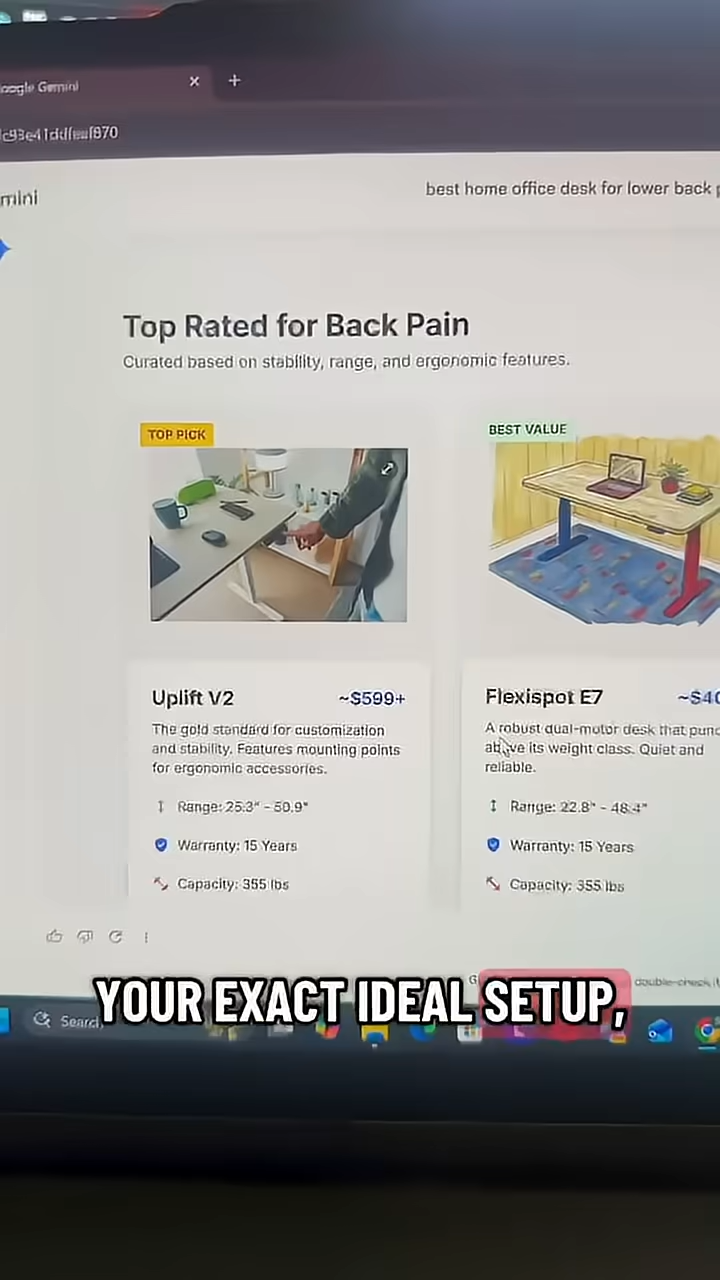 Google Gemini
best home office desk for lower back
Top Rated for Back Pain
Curated based on stability, range, and ergonomic features.
TOP PICK
BEST VALUE
Uplift V2
~$599+
The gold standard for customization
and stability. Features mounting points
for ergonomic accessories.
Range: 25.3" - 50.9"
Warranty: 15 Years
Capacity: 355 lbs
Flexispot E7
A robust dual-motor desk that
above its weight class. Quiet and
reliable.
Range: 22.8" - 48.4"
Warranty: 15 Years
Capacity: 355 lbs
double-check
YOUR EXACT IDEAL SETUP,
Search